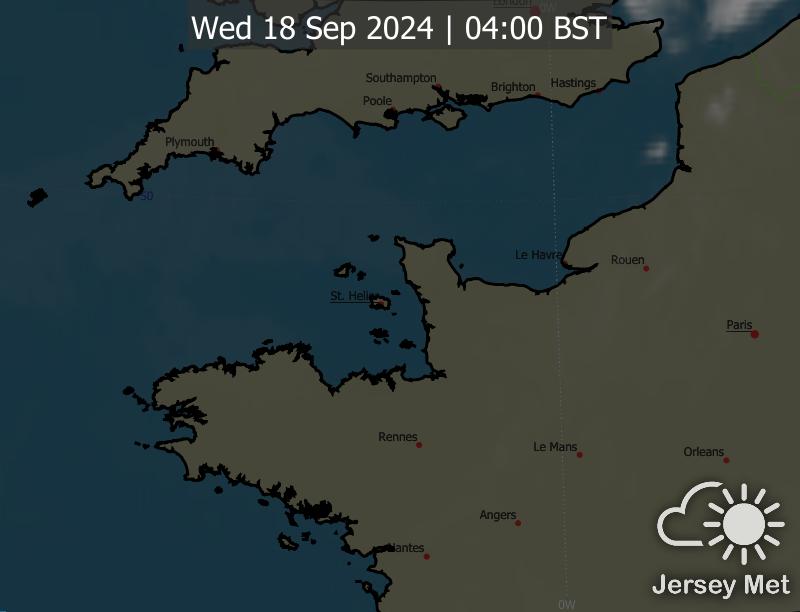 London
0W
Wed 18 Sep 2024 | 04:00 BST
Southampton
Brighton
Hastings
Poole
Plymouth
50
Le Havre
Rouen
St. Helier
Paris
Rennes
Le Mans
Orleans
Angers
Nantes
Jersey Met
0W